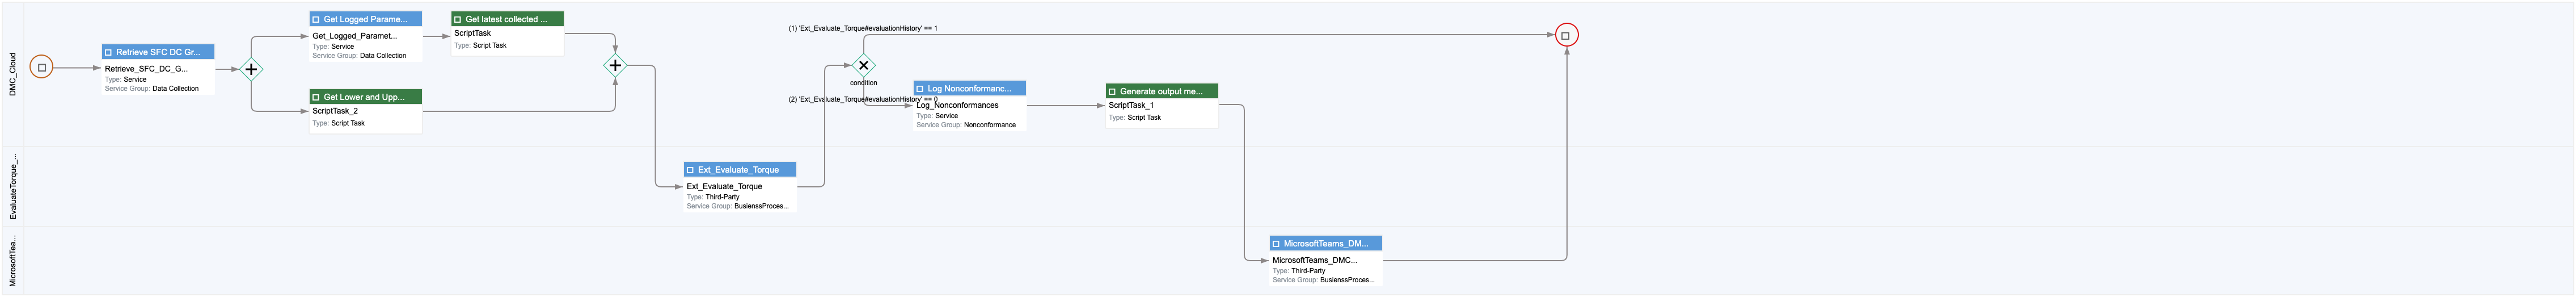 DMC_Cloud
Retrieve SFC DC Gr...
Retrieve_SFC_DC_G...
Type: Service
Service Group: Data Collection
Get Logged Parame...
Get_Logged_Paramet...
Type: Service
Service Group: Data Collection
Get latest collected ...
ScriptTask
Type: Script Task
Get Lower and Upp...
ScriptTask_2
Type: Script Task
(1) 'Ext_Evaluate_Torque#evaluationHistory' == 1
condition
(2) 'Ext_Evaluate_Torque#evaluationHistory' == 0
Log Nonconformanc...
Log_Nonconformances
Type: Service
Service Group: Nonconformance
Generate output me...
ScriptTask_1
Type: Script Task
EvaluateTorque_...
Ext_Evaluate_Torque
Ext_Evaluate_Torque
Type: Third-Party
Service Group: BusienssProces...
MicrosoftTea...
MicrosoftTeams_DM...
MicrosoftTeams_DMC...
Type: Third-Party
Service Group: BusienssProces...